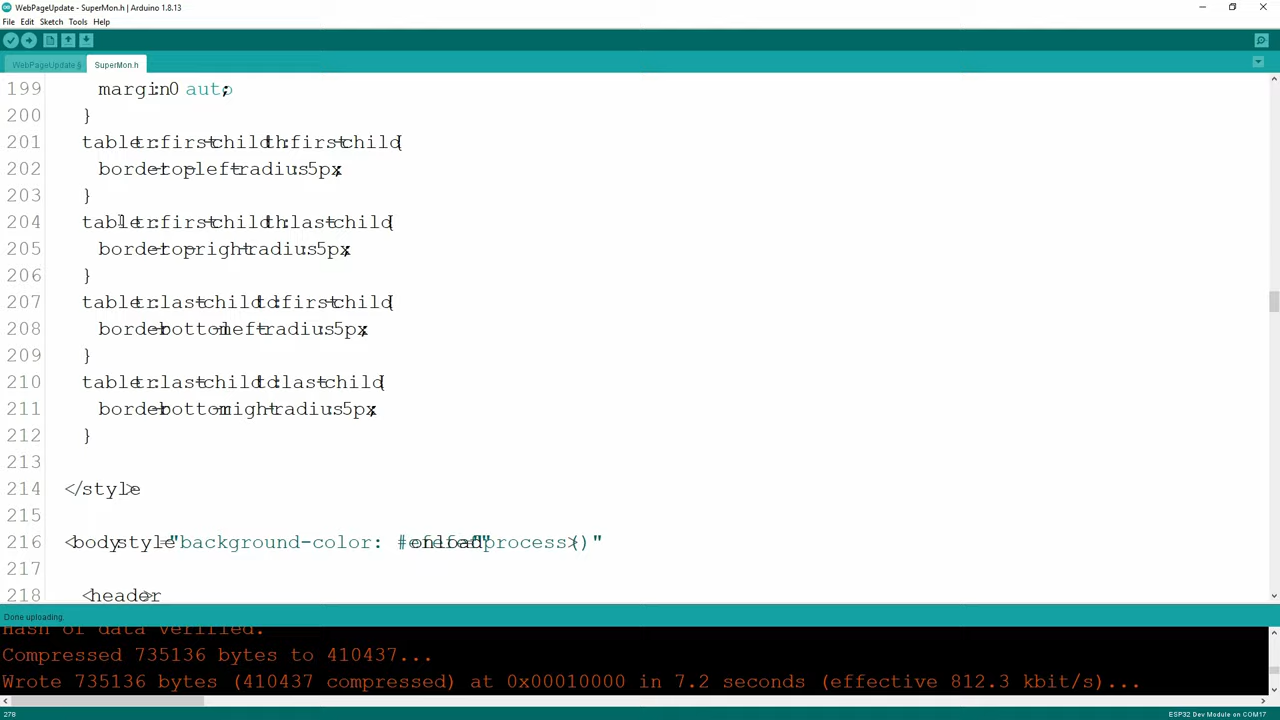 WebPageUpdate - SuperMon.h | Arduino 1.8.13
File Edit Sketch Tools Help
WebPageUpdate § SuperMon.h
199 margin: 0 auto;
200 }
201 table tr:first-child th:first-child {
202 border-top-left-radius: 5px;
203 }
204 table tr:first-child th:last-child {
205 border-top-right-radius: 5px;
206 }
207 table tr:last-child td:first-child {
208 border-bottom-left-radius: 5px;
209 }
210 table tr:last-child td:last-child {
211 border-bottom-right-radius: 5px;
212 }
213
214 </style>
215
216 <body style="background-color: #efefef" onload="process()">
217
218 <header>
Done uploading.
Hash of data verified.
Compressed 735136 bytes to 410437...
Wrote 735136 bytes (410437 compressed) at 0x00010000 in 7.2 seconds (effective 812.3 kbit/s)...
278 ESP32 Dev Module on COM17